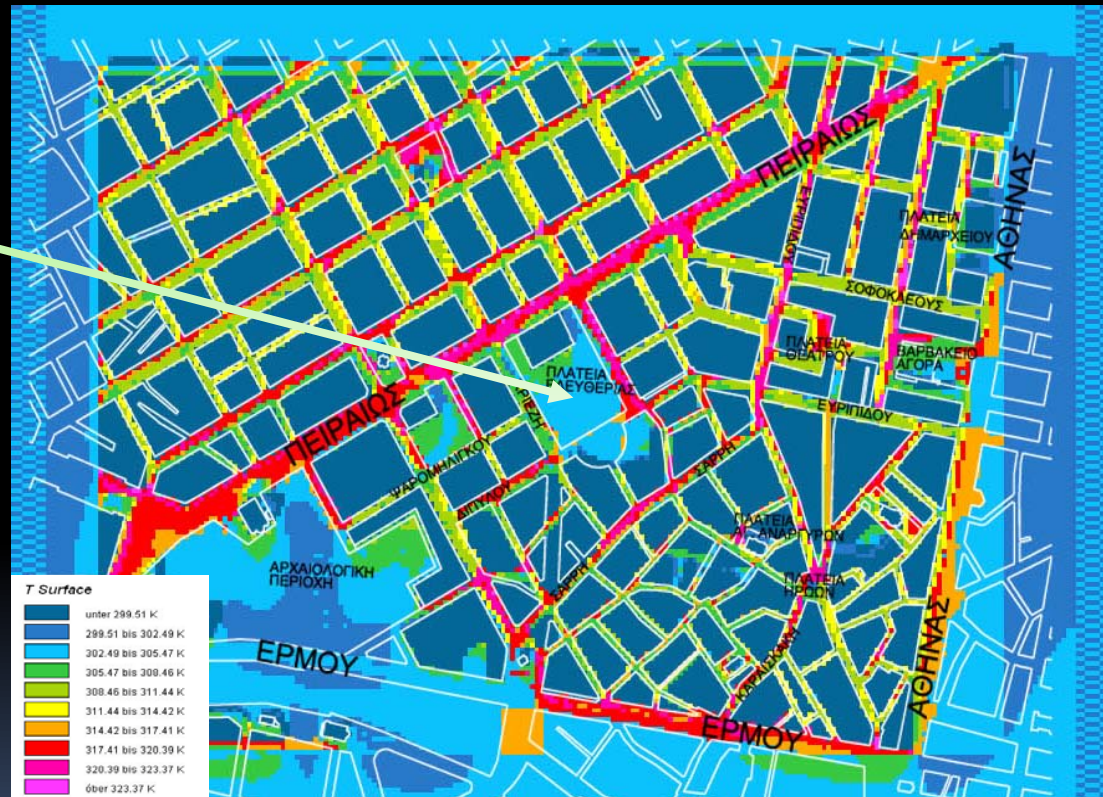 ΠΕΙΡΑΙΩΣ
ΕΥΡΙΠΙΔΟΥ
ΑΘΗΝΑΣ
ΠΛΑΤΕΙΑ
ΔΗΜΑΡΧΕΙΟΥ
ΣΟΦΟΚΛΕΟΥΣ
ΠΛΑΤΕΙΑ
ΘΕΑΤΡΟΥ
ΒΑΡΒΑΚΕΙΟ
ΑΓΟΡΑ
ΠΛΑΤΕΙΑ
ΕΛΕΥΘΕΡΙΑΣ
ΡΙΕΖΗ
ΕΥΡΙΠΙΔΟΥ
ΠΕΙΡΑΙΩΣ
ΨΑΡΟΜΗΛΙΓΚΟΥ
ΔΙΠΥΛΟΥ
ΣΑΡΡΗ
ΠΛΑΤΕΙΑ
ΑΓ. ΑΝΑΡΓΥΡΩΝ
ΑΡΧΑΙΟΛΟΓΙΚΗ
ΠΕΡΙΟΧΗ
ΣΑΡΡΗ
ΠΛΑΤΕΙΑ
ΗΡΩΩΝ
ΚΑΡΑΙΣΚΑΚΗ
ΑΘΗΝΑΣ
ΕΡΜΟΥ
ΕΡΜΟΥ
T Surface
unter 299.51 K
299.51 bis 302.49 K
302.49 bis 305.47 K
305.47 bis 308.46 K
308.46 bis 311.44 K
311.44 bis 314.42 K
314.42 bis 317.41 K
317.41 bis 320.39 K
320.39 bis 323.37 K
óber 323.37 K